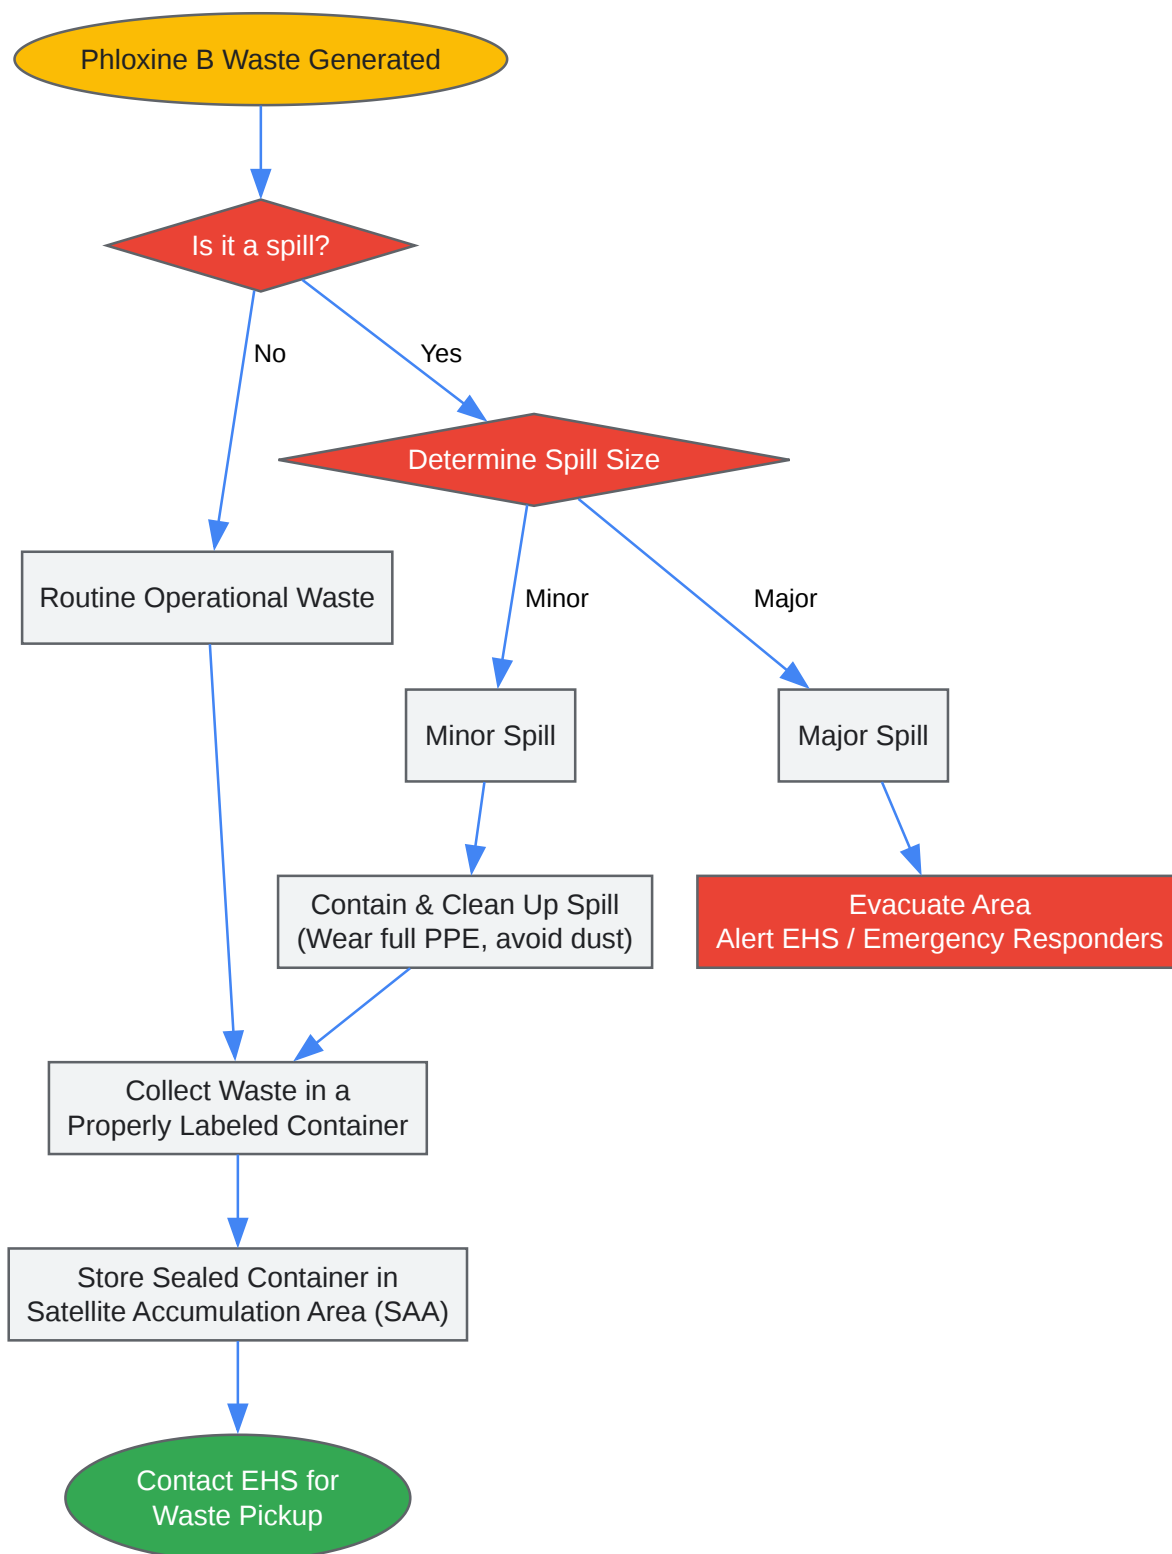 Phloxine B Waste Generated
Is it a spill?
No
Yes
Determine Spill Size
Routine Operational Waste
Minor
Major
Minor Spill
Major Spill
Contain & Clean Up Spill
(Wear full PPE, avoid dust)
Evacuate Area
Alert EHS / Emergency Responders
Collect Waste in a
Properly Labeled Container
Store Sealed Container in
Satellite Accumulation Area (SAA)
Contact EHS for
Waste Pickup